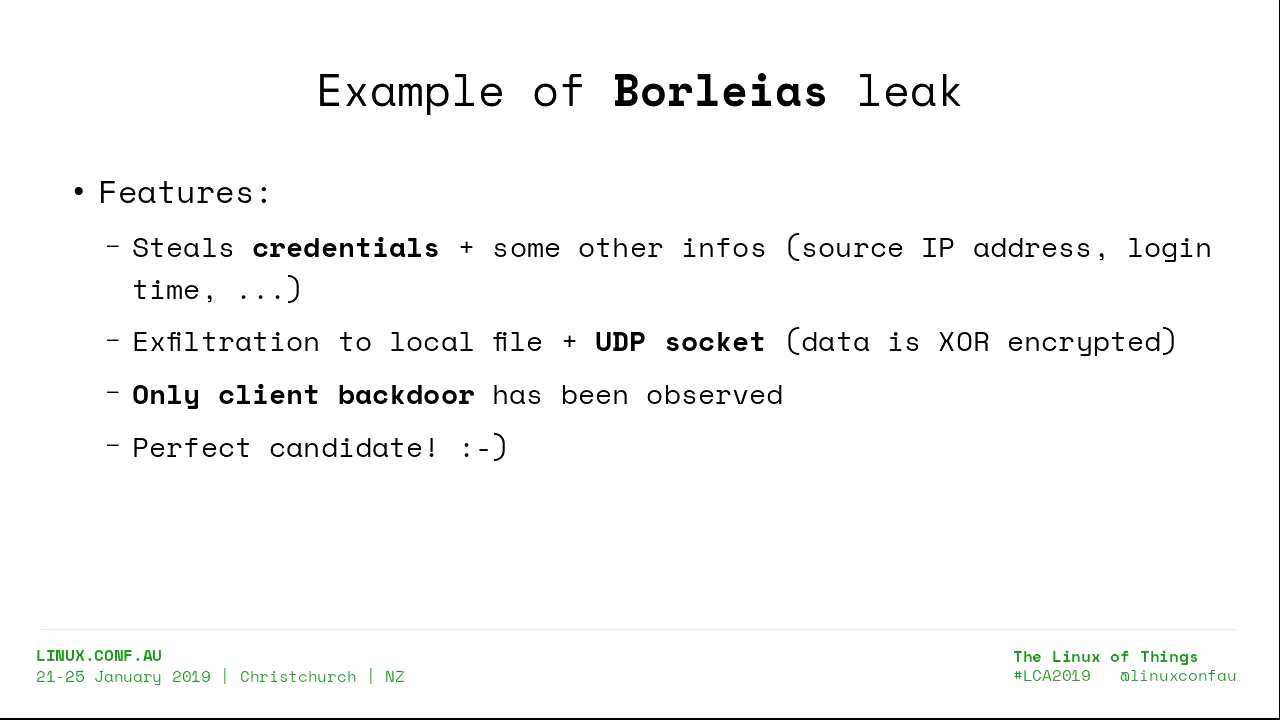 Example of Borleias leak
• Features:
– Steals credentials + some other infos (source IP address, login
time, ...)
– Exfiltration to local file + UDP socket (data is XOR encrypted)
– Only client backdoor has been observed
– Perfect candidate! :-)
LINUX.CONF.AU
21-25 January 2019 | Christchurch | NZ
The Linux of Things
#LCA2019 @linuxconfau